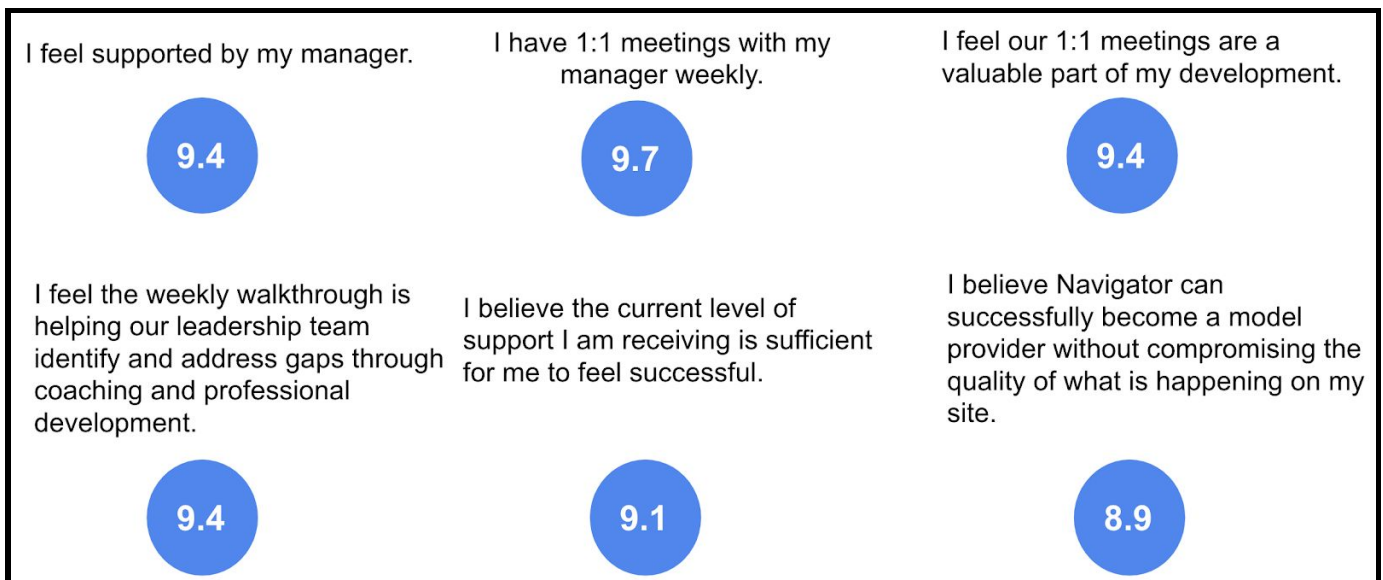 I feel supported by my manager.
9.4
I have 1:1 meetings with my
manager weekly.
9.7
I feel our 1:1 meetings are a
valuable part of my development.
9.4
I feel the weekly walkthrough is
helping our leadership team
identify and address gaps through
coaching and professional
development.
9.4
I believe the current level of
support I am receiving is sufficient
for me to feel successful.
9.1
I believe Navigator can
successfully become a model
provider without compromising the
quality of what is happening on my
site.
8.9